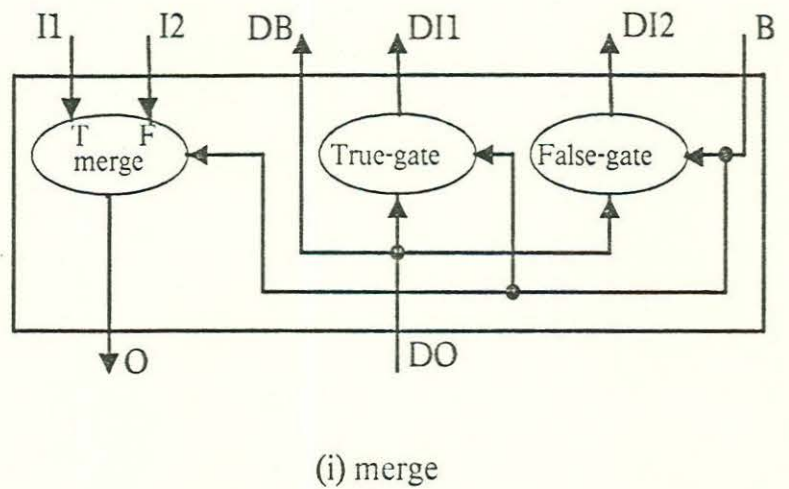 I1 I2 DB DI1 DI2 B
T F
merge True-gate False-gate
O DO
(i) merge